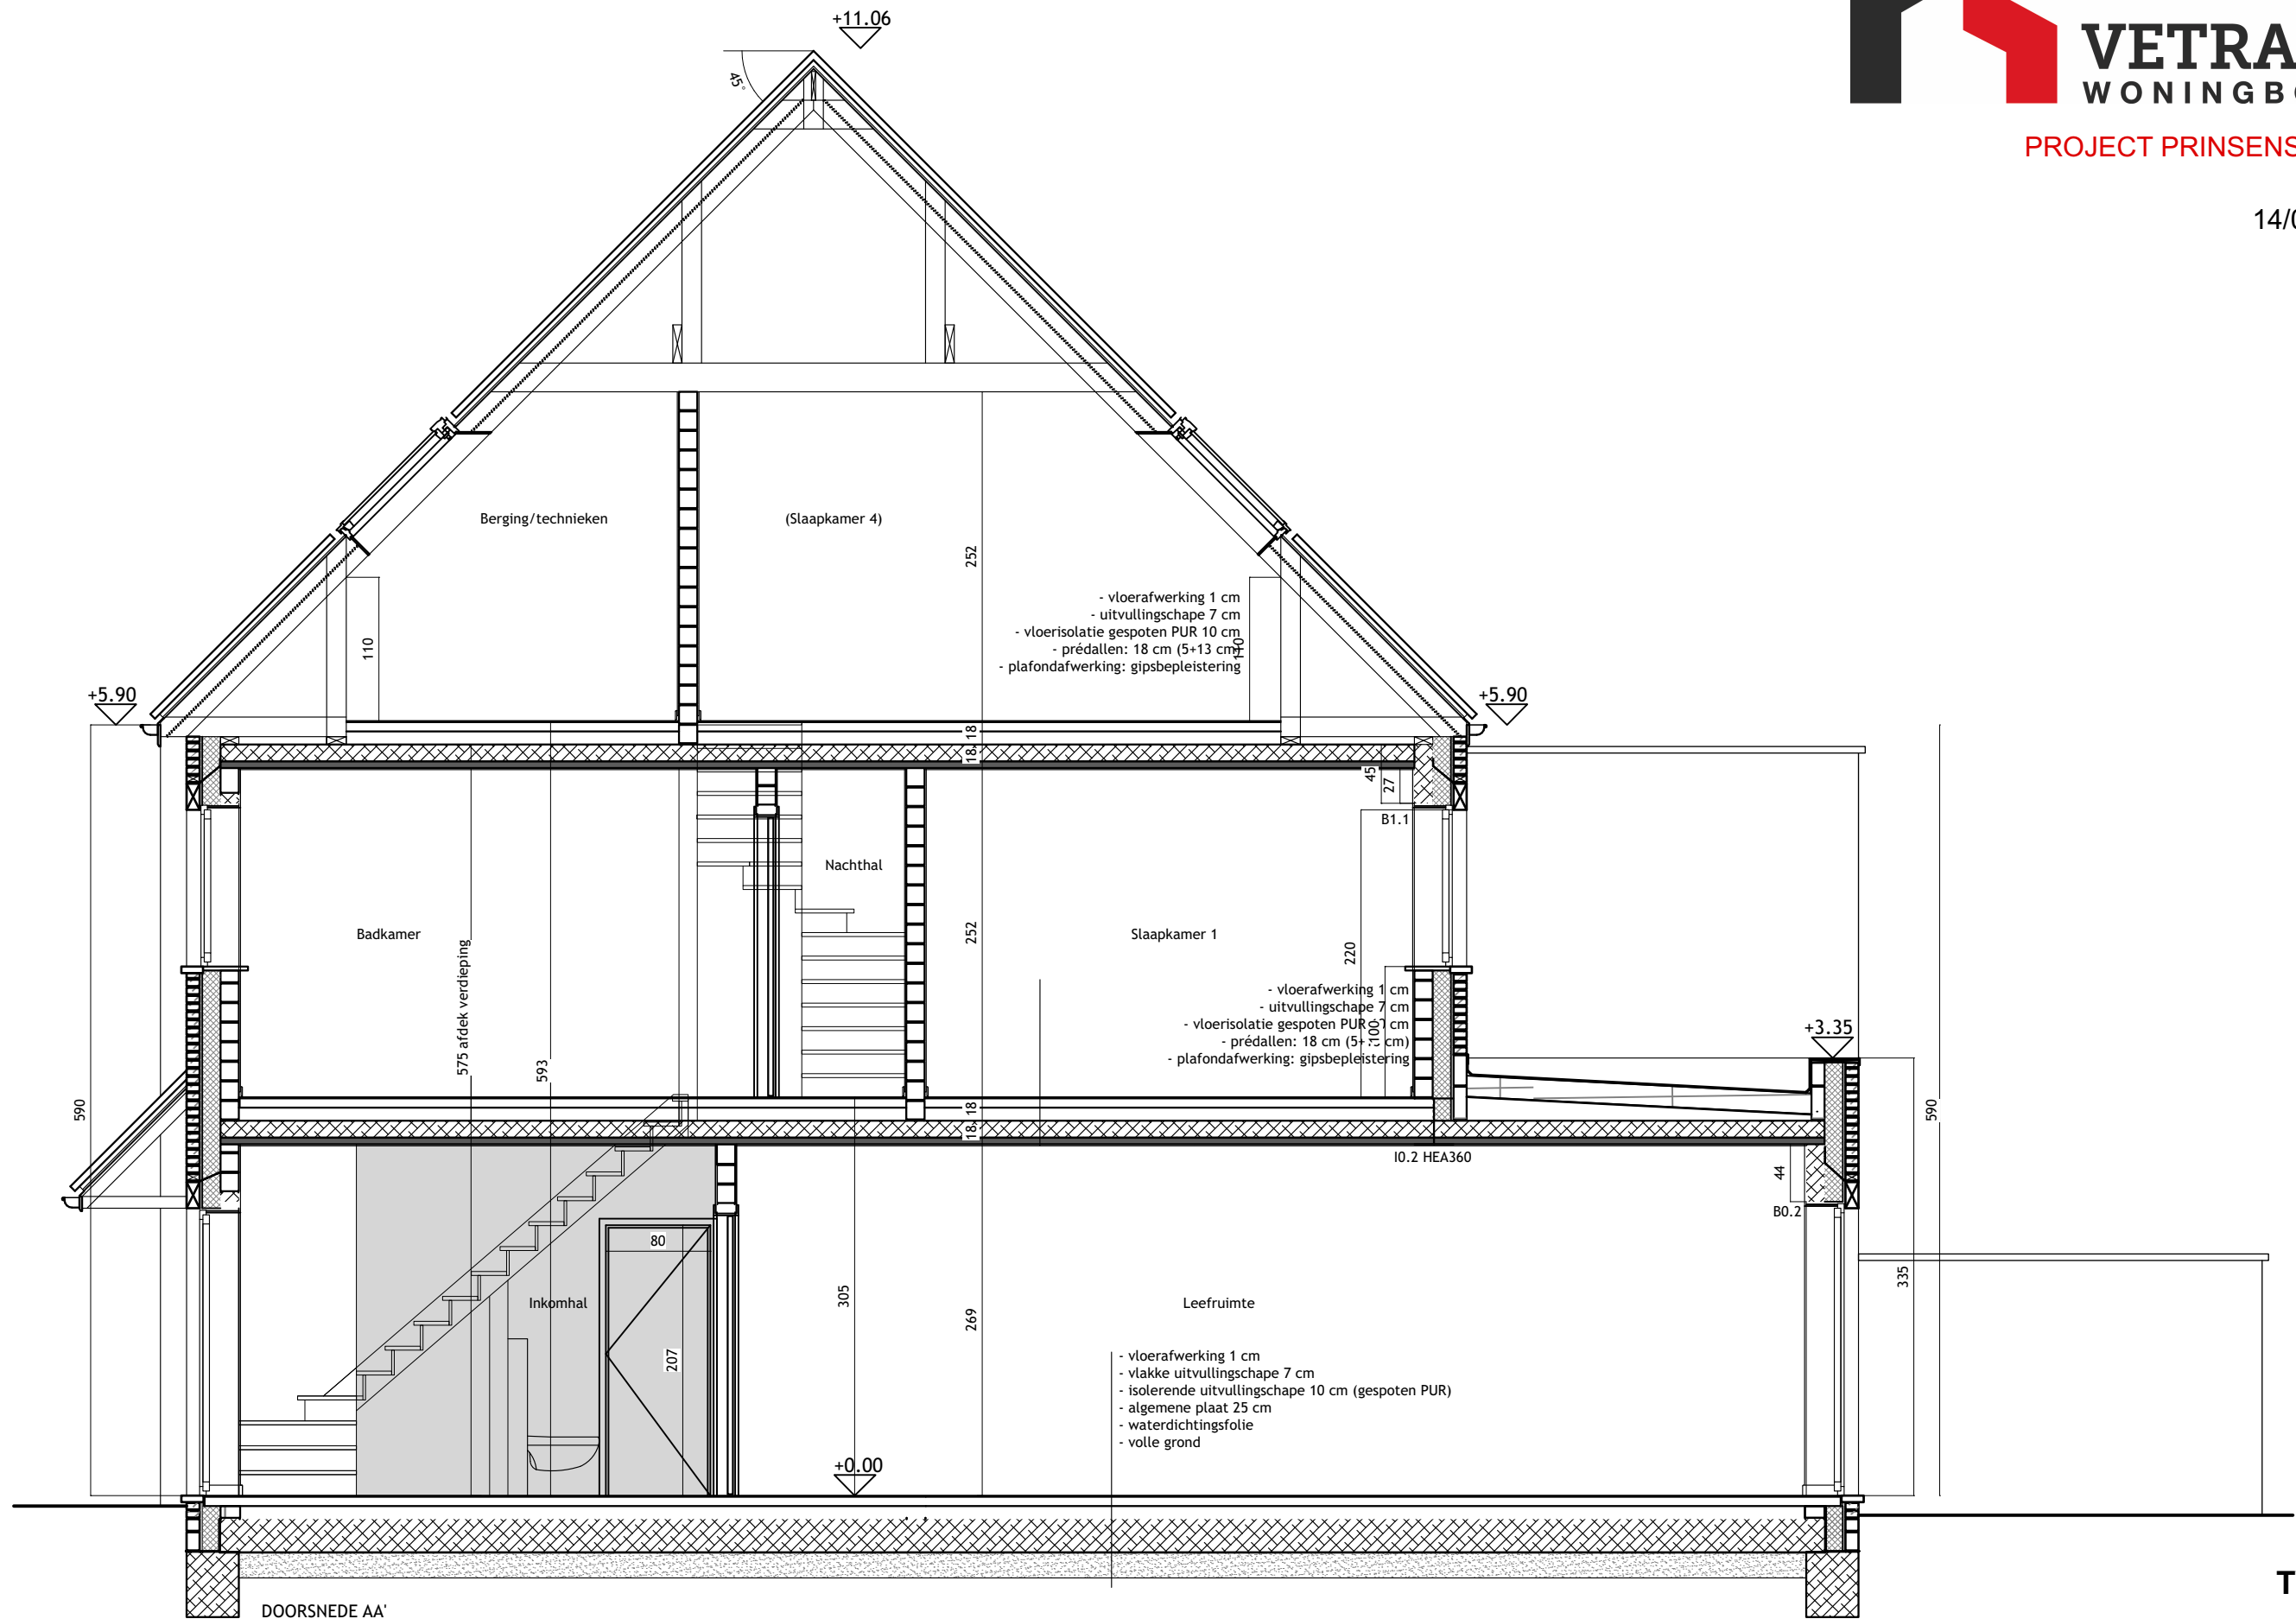 +11.06
VETRA
WONINGB
PROJECT PRINSENS
14/0
45°
Berging/technieken
(Slaapkamer 4)
252
- vloerafwerking 1 cm
- uitvullingschape 7 cm
- vloerisolatie gespoten PUR 10 cm
- prédallen: 18 cm (5+13 cm)
- plafondafwerking: gipsbepleistering
110
110
+5.90
+5.90
18
18
45
27
B1.1
Nachthal
Badkamer
Slaapkamer 1
252
220
575 afdek verdieping
593
- vloerafwerking 1 cm
- uitvullingschape 7 cm
- vloerisolatie gespoten PUR cm
- prédallen: 18 cm (5+ cm)
- plafondafwerking: gipsbepleistering
100
+3.35
590
590
18
18
I0.2 HEA360
44
B0.2
80
Inkomhal
305
269
Leefruimte
335
207
- vloerafwerking 1 cm
- vlakke uitvullingschape 7 cm
- isolerende uitvullingschape 10 cm (gespoten PUR)
- algemene plaat 25 cm
- waterdichtingsfolie
- volle grond
+0.00
T
DOORSNEDE AA'